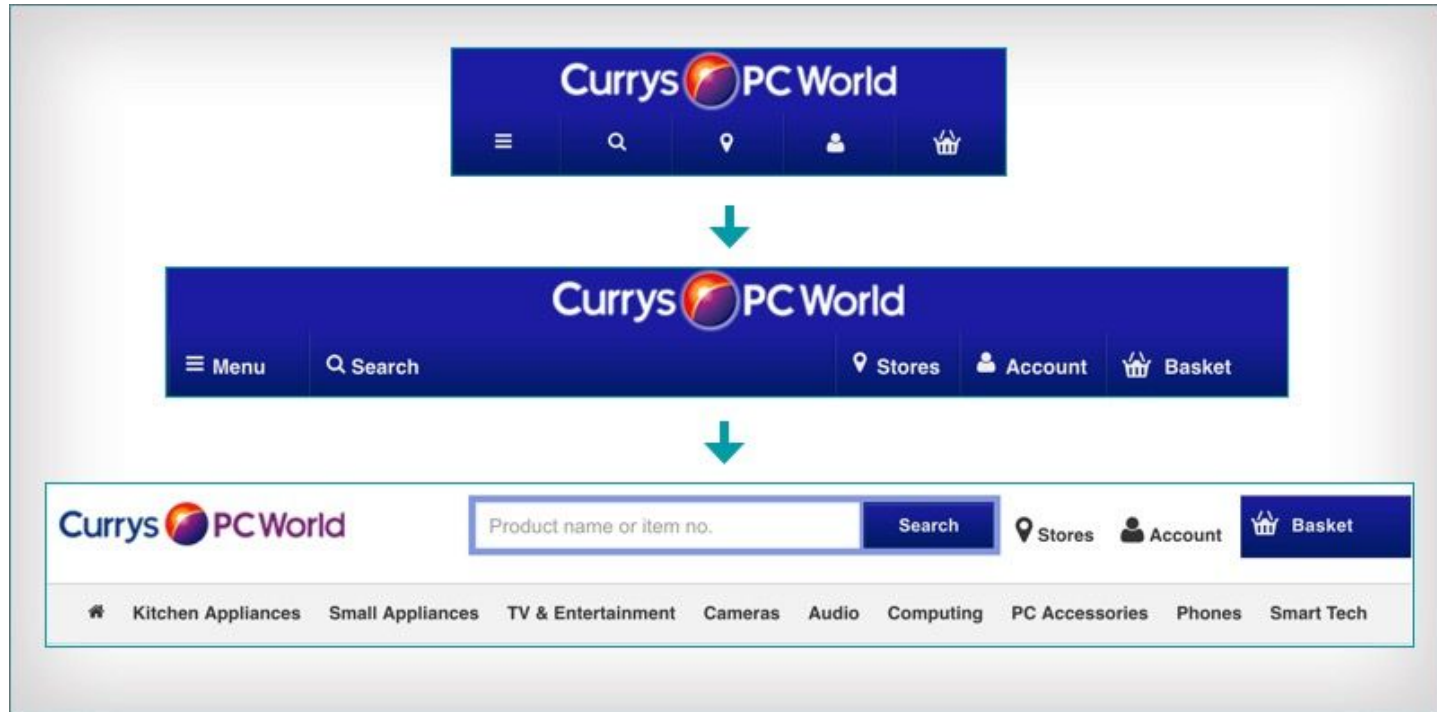 Currys PC World
Currys PC World
Menu Search Stores Account Basket
Currys PC World Product name or item no. Search Stores Account Basket
Kitchen Appliances Small Appliances TV & Entertainment Cameras Audio Computing PC Accessories Phones Smart Tech